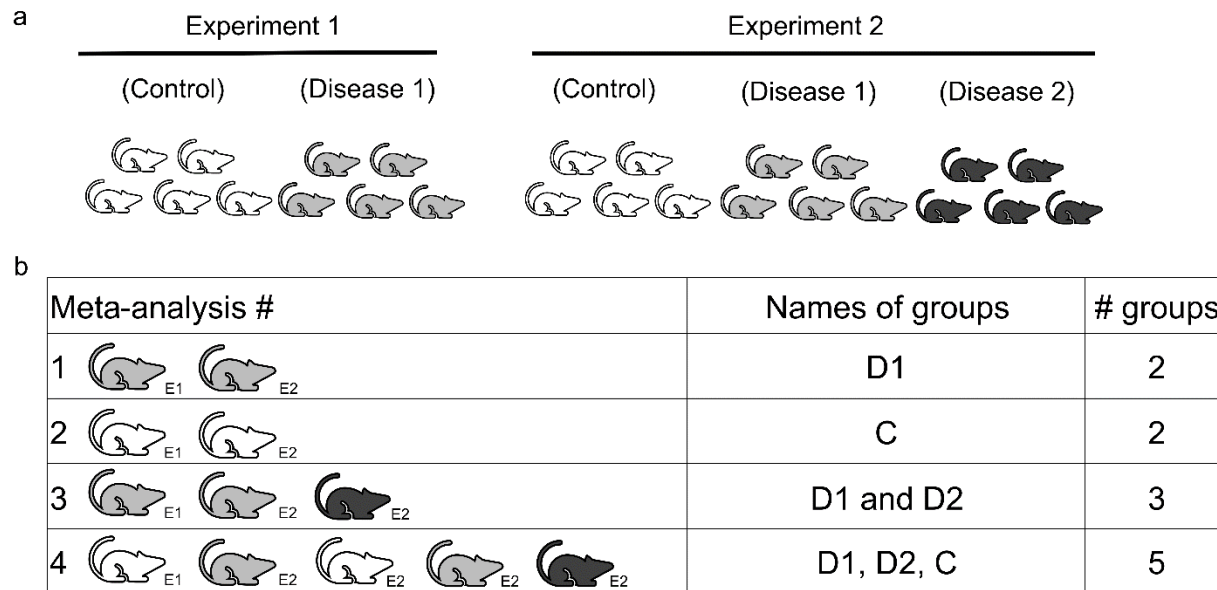 a
Experiment 1 Experiment 2
(Control) (Disease 1) (Control) (Disease 1) (Disease 2)
b
Meta-analysis # Names of groups # groups
1 E1 E2 D1 2
2 E1 E2 C 2
3 E1 E2 E2 D1 and D2 3
4 E1 E2 E2 E2 E2 D1, D2, C 5